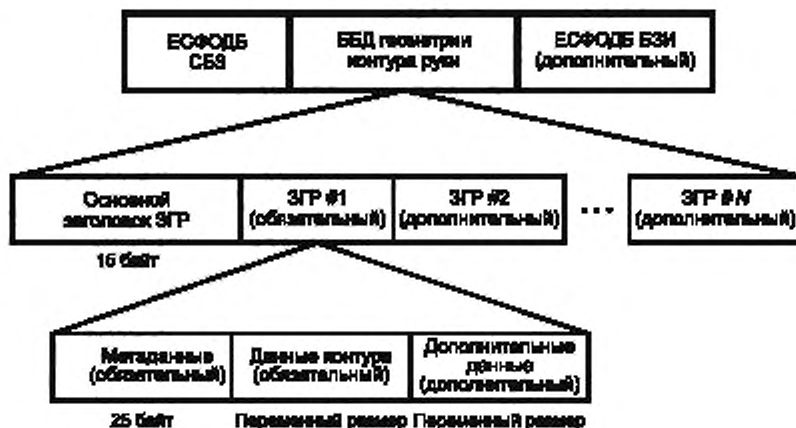 ЕСФОДБ
СБЗ
ББД геометрии
контура руки
ЕСФОДБ БЗИ
(дополнительный)
Основной
заголовок ЗГР
ЗГР #1
(обязательный)
ЗГР #2
(дополнительный)
...
ЗГР # N
(дополнительный)
16 байт
Метаданные
(обязательный)
Данные контура
(обязательный)
Дополнительные
данные
(дополнительный)
25 байт
Переменный размер
Переменный размер